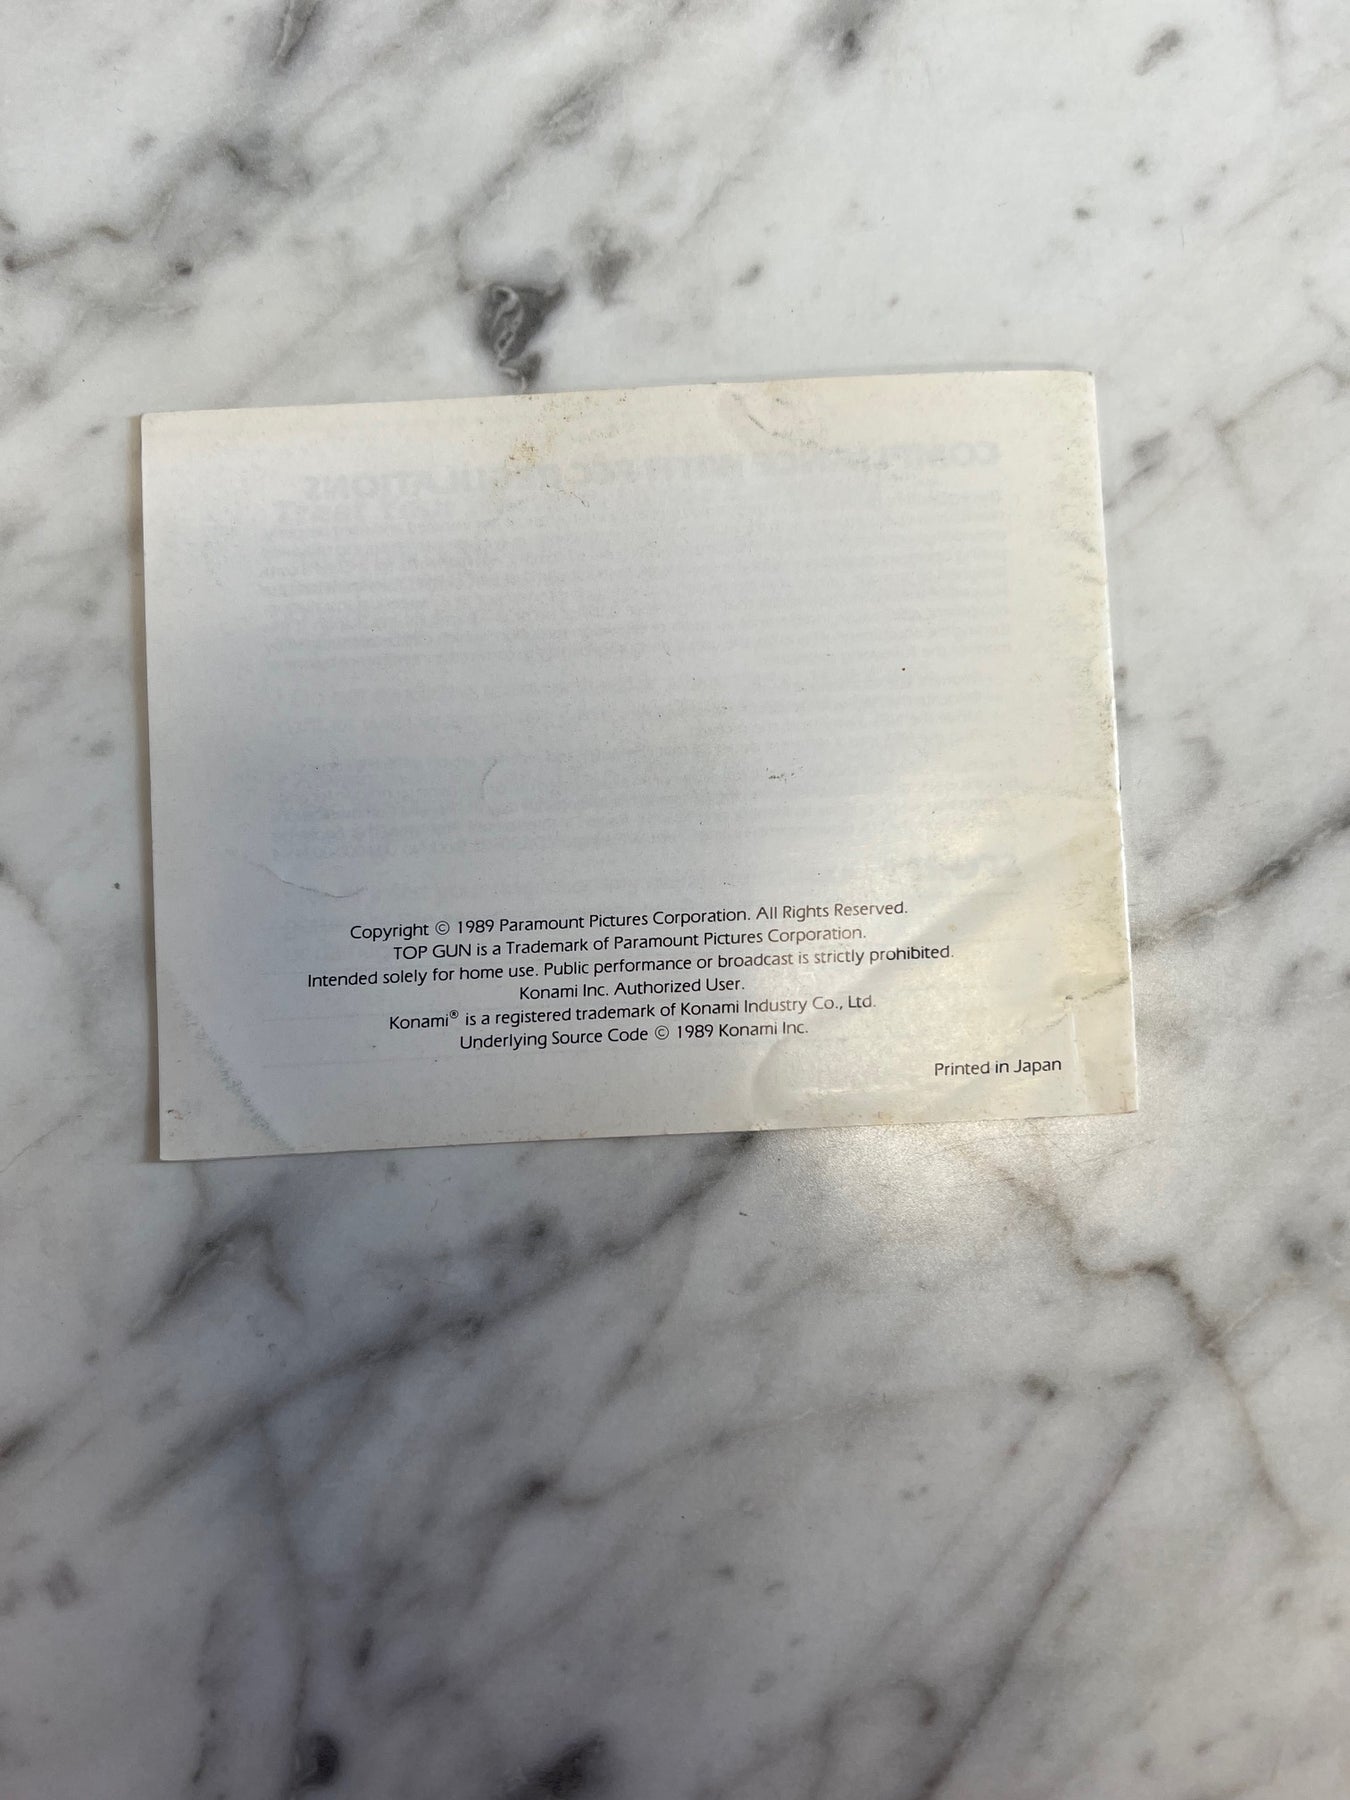 Copyright © 1989 Paramount Pictures Corporation. All Rights Reserved.
TOP GUN is a Trademark of Paramount Pictures Corporation.
Intended solely for home use. Public performance or broadcast is strictly prohibited.
Konami Inc. Authorized User.
Konami® is a registered trademark of Konami Industry Co., Ltd.
Underlying Source Code © 1989 Konami Inc.
Printed in Japan